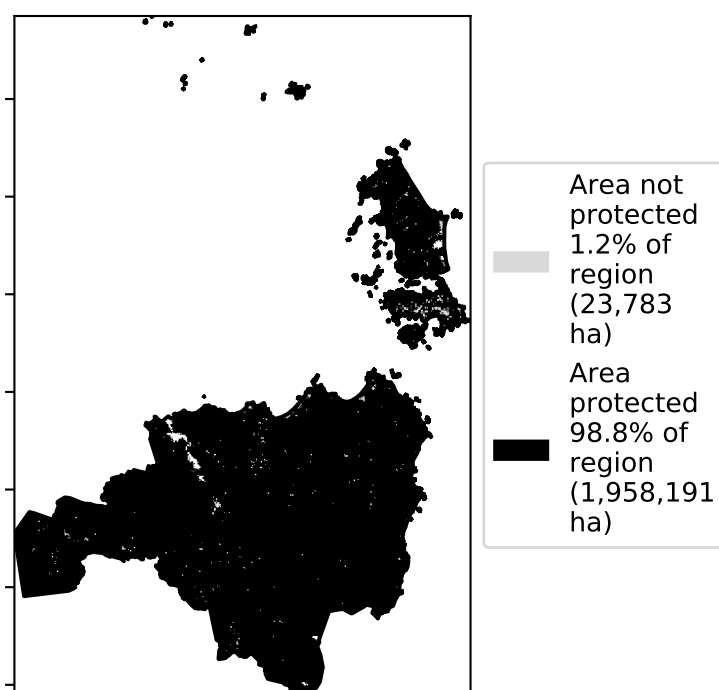 Area not
protected
1.2% of
region
(23,783
ha)
Area
protected
98.8% of
region
(1,958,191
ha)